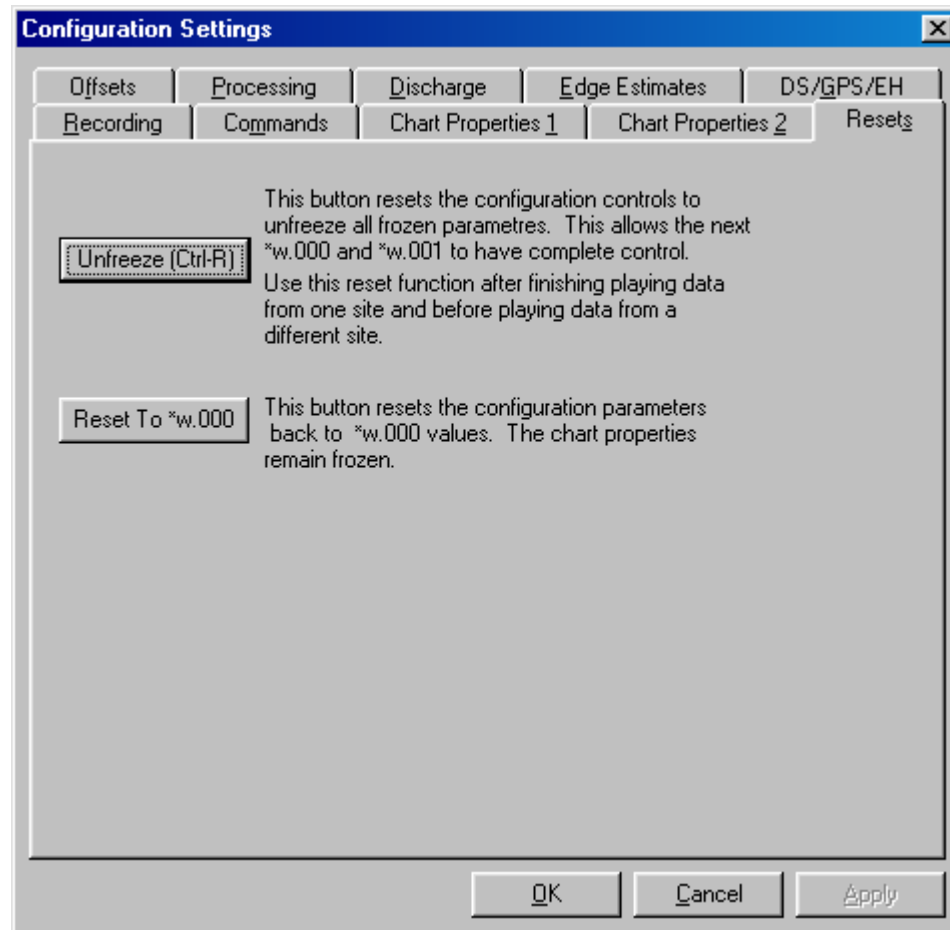 Configuration Settings
Offsets Processing Discharge Edge Estimates DS/GPS/EH
Recording Commands Chart Properties 1 Chart Properties 2 Resets
This button resets the configuration controls to
unfreeze all frozen parametres. This allows the next
*w.000 and *w.001 to have complete control.
Unfreeze (Ctrl-R)
Use this reset function after finishing playing data
from one site and before playing data from a
different site.
Reset To *w.000
This button resets the configuration parameters
back to *w.000 values. The chart properties
remain frozen.
OK Cancel Apply